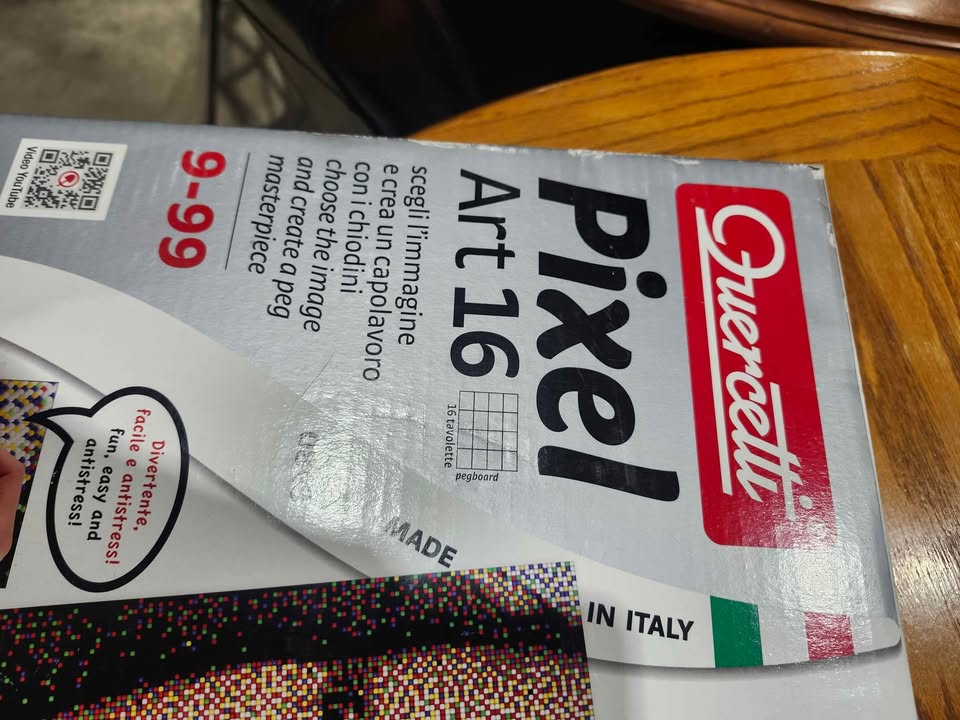 Quercetti
Pixel
Art 16
16 tavolette
pegboard
scegli l'immagine
e crea un capolavoro
con i chiodini
choose the image
and create a peg
masterpiece
9-99
Video YouTube
MADE IN ITALY
Divertente,
facile e antistress!
fun, easy and
antistress!